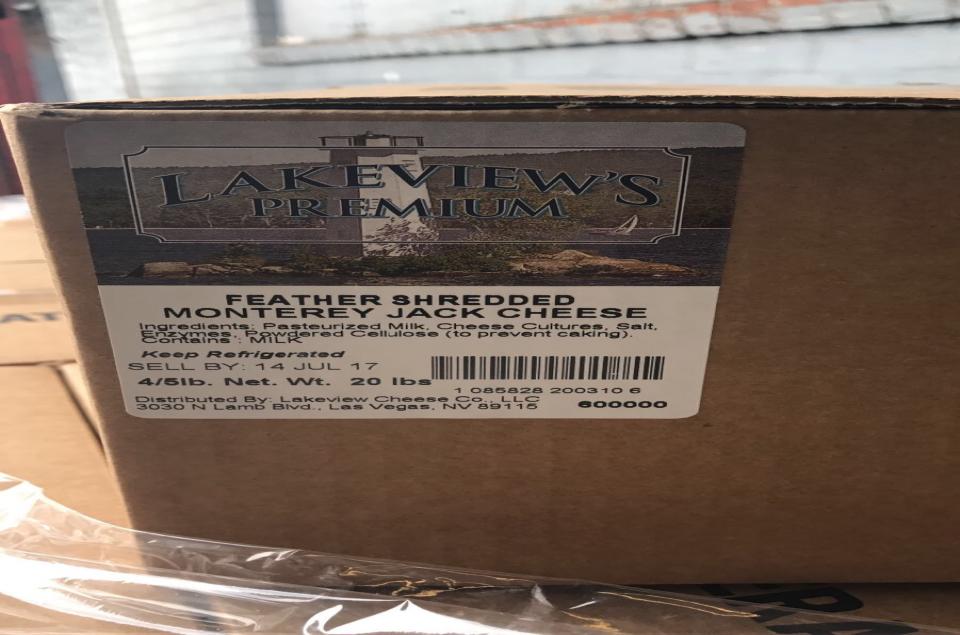 LAKEVIEW'S
PREMIUM
FEATHER SHREDDED
MONTEREY JACK CHEESE
Ingredients: Pasteurized Milk, Cheese Cultures, Salt,
Enzymes, Powdered Cellulose (to prevent caking).
Contains : MILK
Keep Refrigerated
SELL BY: 14 JUL 17
4/5lb. Net. Wt. 20 lbs
1 085828 200310 6
Distributed By: Lakeview Cheese Co., LLC
3030 N Lamb Blvd., Las Vegas, NV 89115
600000